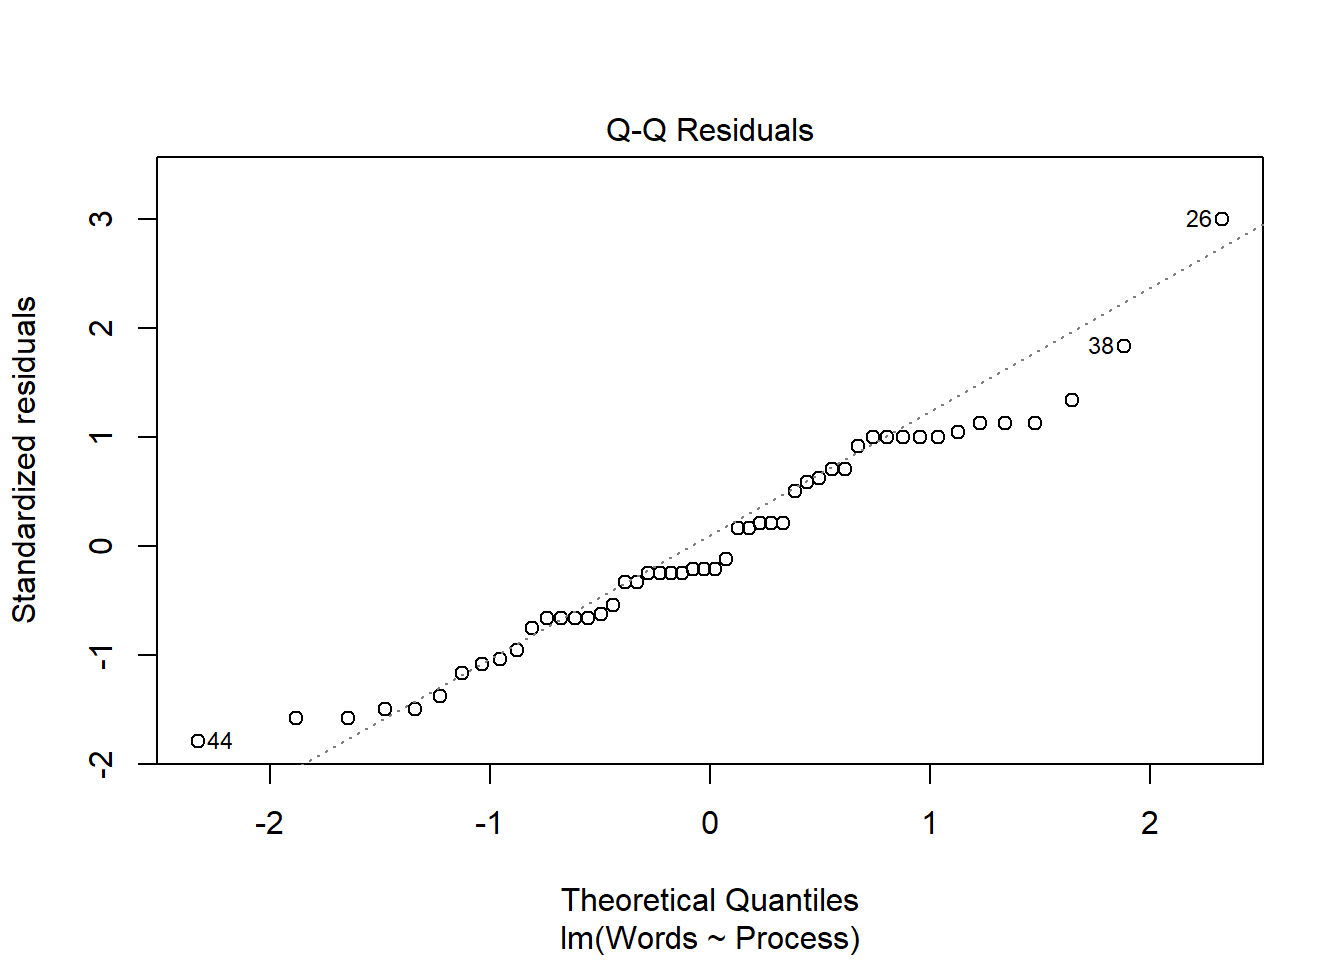 Q-Q Residuals
Standardized residuals
3
2
1
0
-1
-2
26
38
44
-2 -1 0 1 2
Theoretical Quantiles
lm(Words ~ Process)